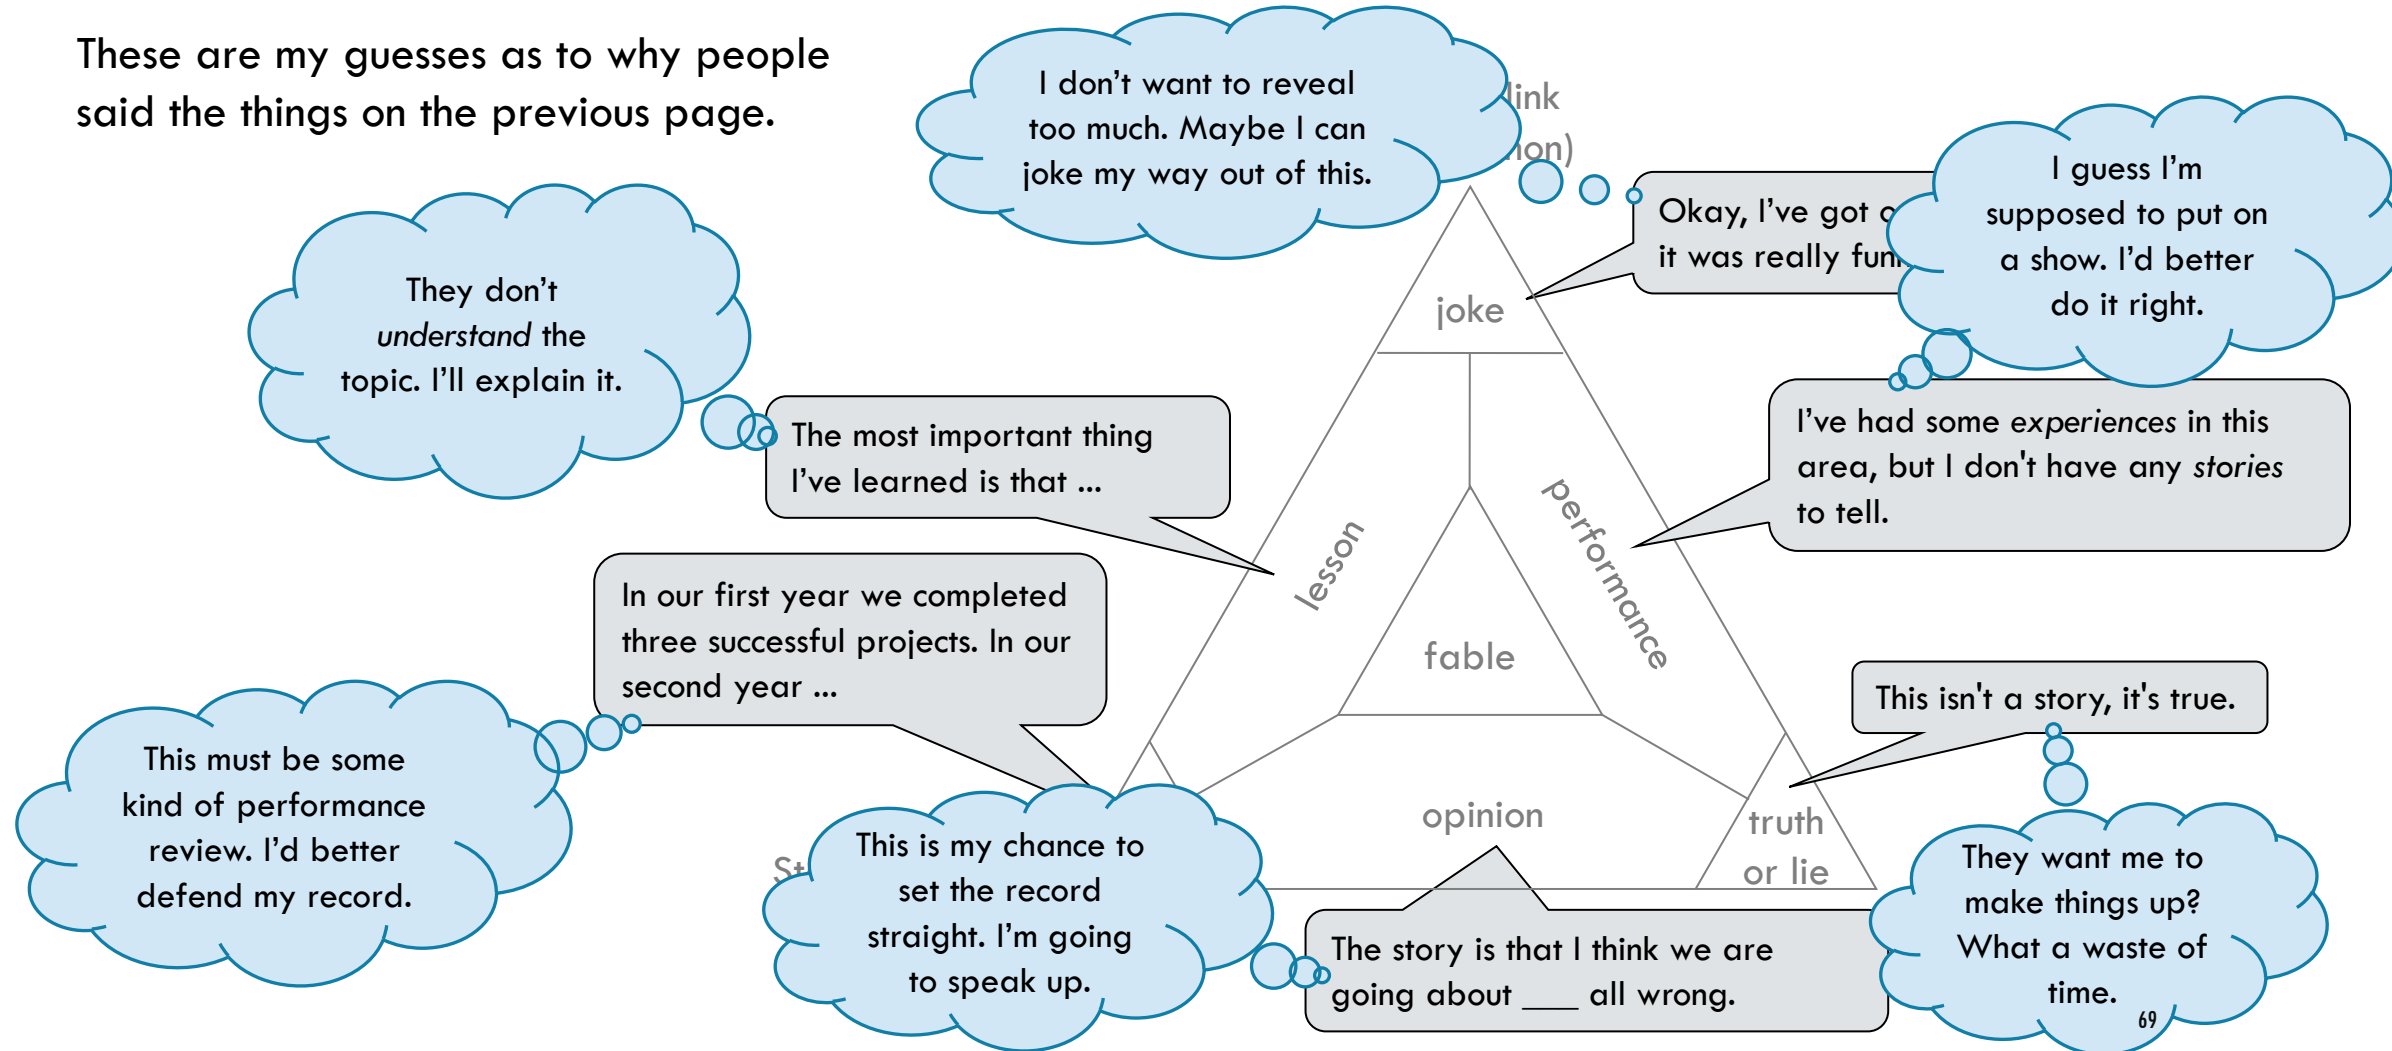 These are my guesses as to why people
said the things on the previous page.
I don’t want to reveal
too much. Maybe I can
joke my way out of this.
Okay, I’ve got
it was really
I guess I’m
supposed to put on
a show. I’d better
do it right.
They don’t
understand the
topic. I’ll explain it.
joke
The most important thing
I’ve learned is that ...
I’ve had some experiences in this
area, but I don't have any stories
to tell.
lesson
performance
In our first year we completed
three successful projects. In our
second year ...
fable
This isn't a story, it's true.
This must be some
kind of performance
review. I’d better
defend my record.
opinion
truth
or lie
This is my chance to
set the record
straight. I’m going
to speak up.
The story is that I think we are
going about ___ all wrong.
They want me to
make things up?
What a waste of
time.
69